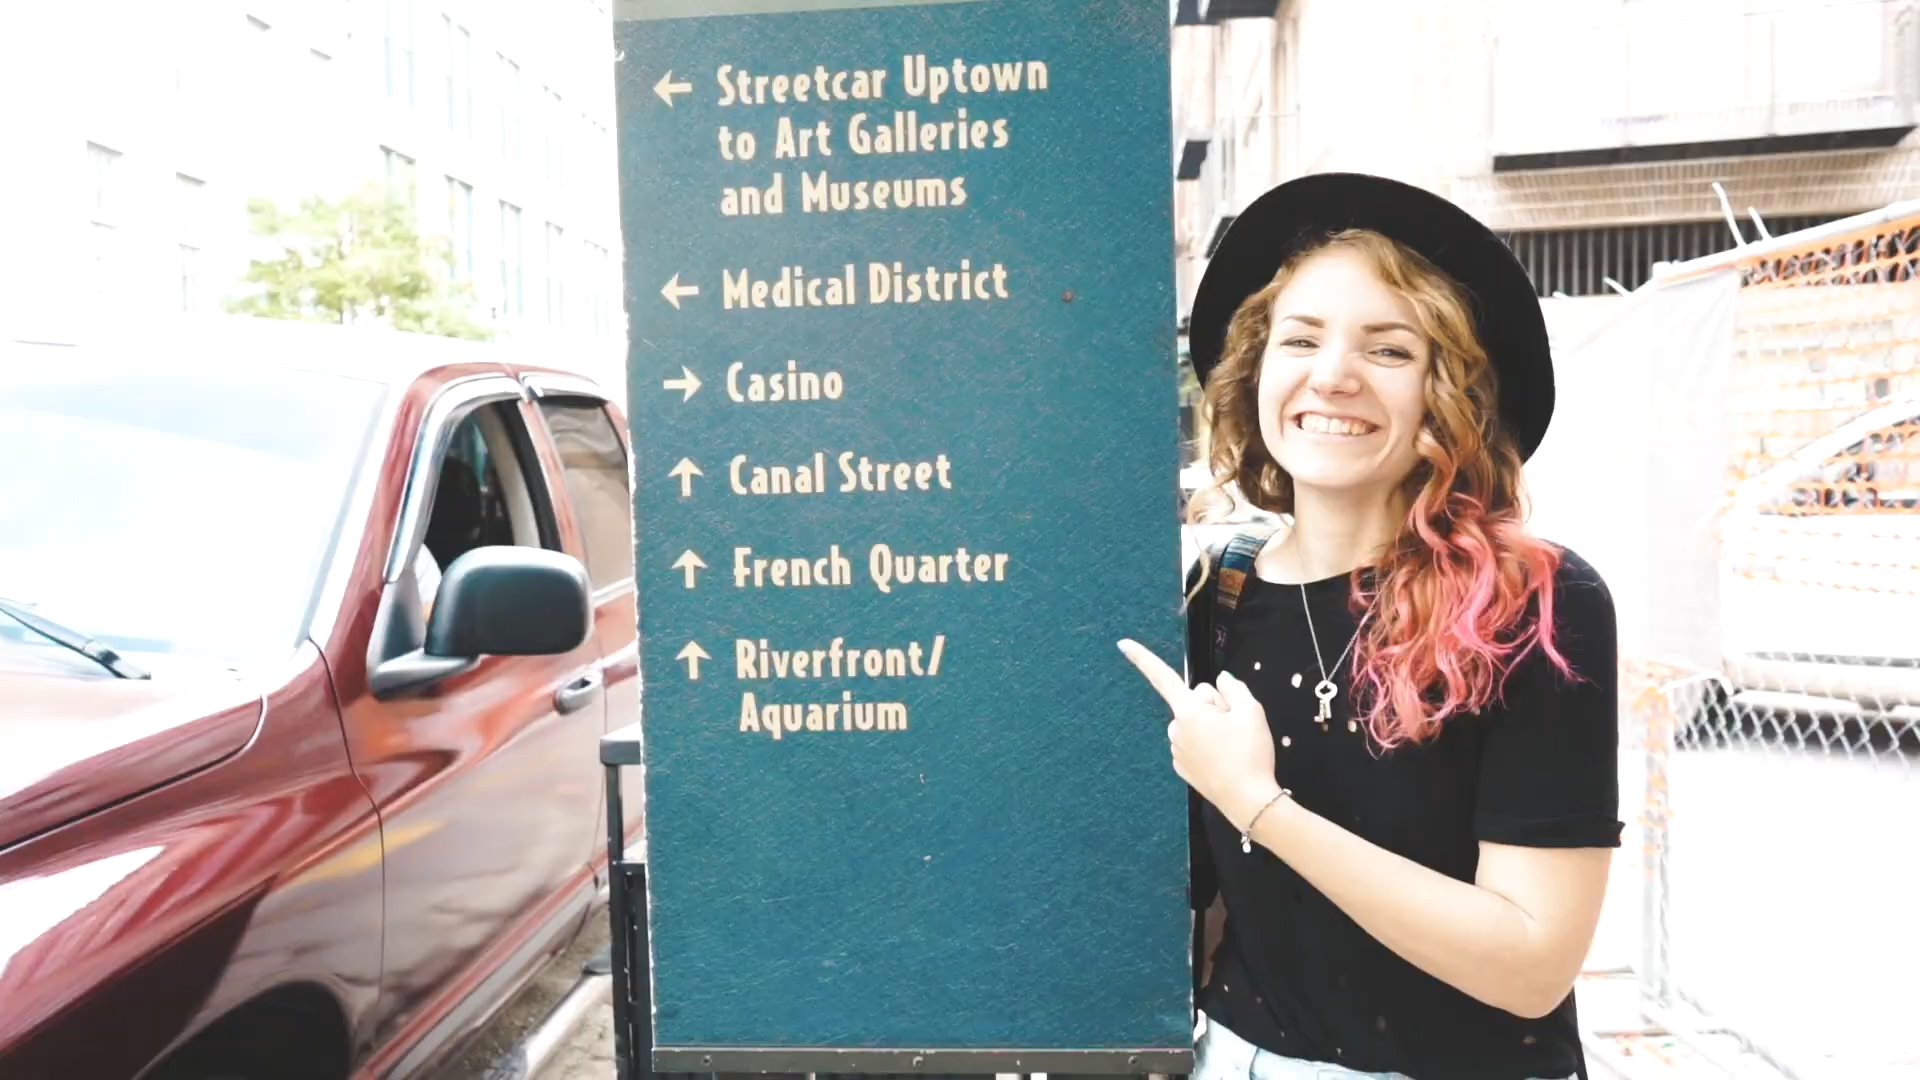 ← Streetcar Uptown
to Art Galleries
and Museums
← Medical District
→ Casino
↑ Canal Street
↑ French Quarter
↑ Riverfront/
Aquarium